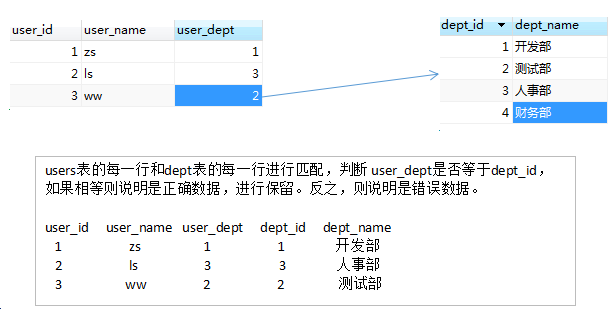 user_id user_name user_dept
1 zs 1
2 ls 3
3 ww 2
dept_id dept_name
1 开发部
2 测试部
3 人事部
4 财务部
users表的每一行和dept表的每一行进行匹配，判断 user_dept是否等于dept_id，
如果相等则说明是正确数据，进行保留。反之，则说明是错误数据。
user_id user_name user_dept dept_id dept_name
1 zs 1 1 开发部
2 ls 3 3 人事部
3 ww 2 2 测试部